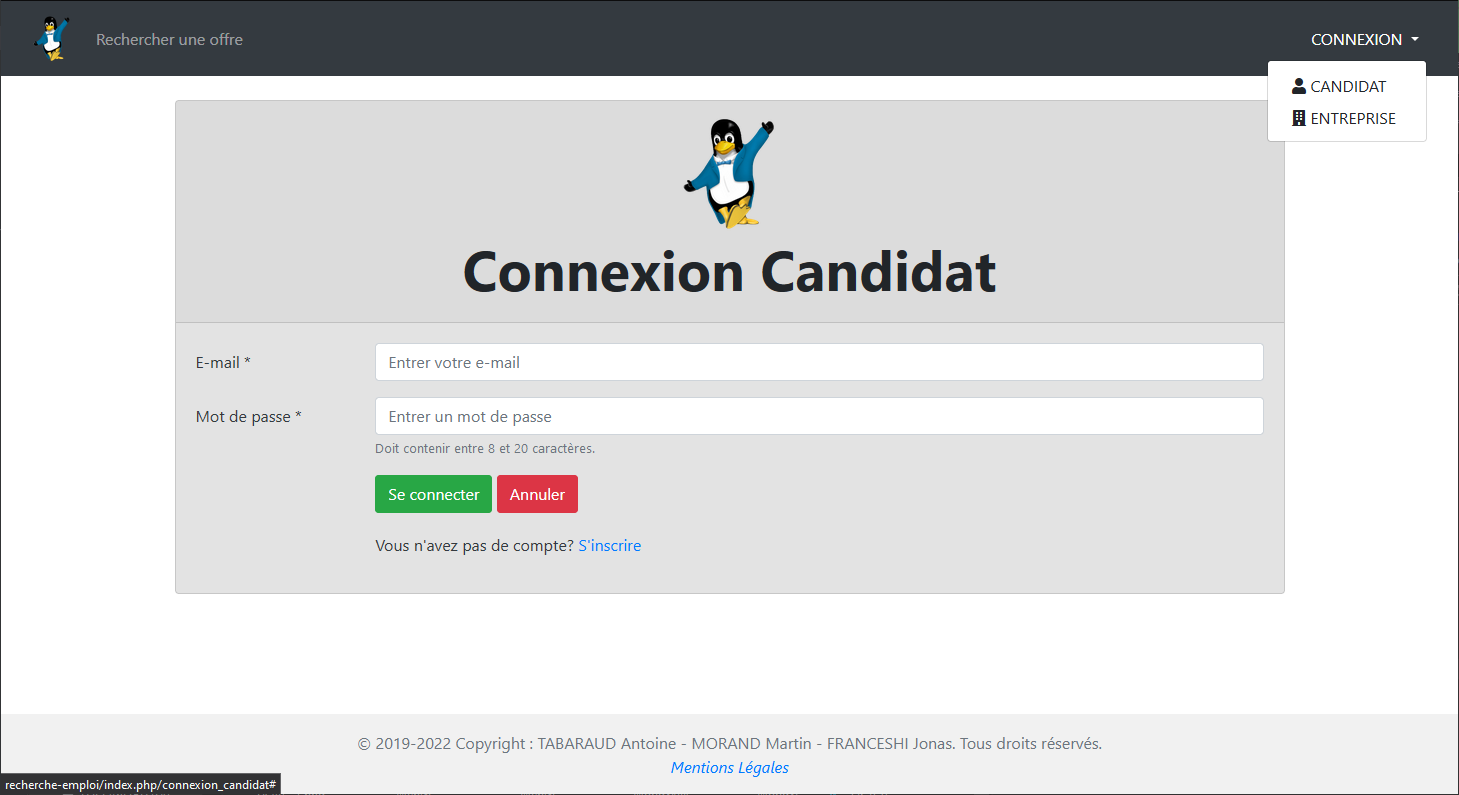 Rechercher une offre
CONNEXION
CANDIDAT
ENTREPRISE
Connexion Candidat
E-mail *
Entrer votre e-mail
Mot de passe *
Entrer un mot de passe
Doit contenir entre 8 et 20 caractères.
Se connecter Annuler
Vous n'avez pas de compte? S'inscrire
© 2019-2022 Copyright : TABARAUD Antoine - MORAND Martin - FRANCESHI Jonas. Tous droits réservés.
Mentions Légales
recherche-emploi/index.php/connexion_candidat#